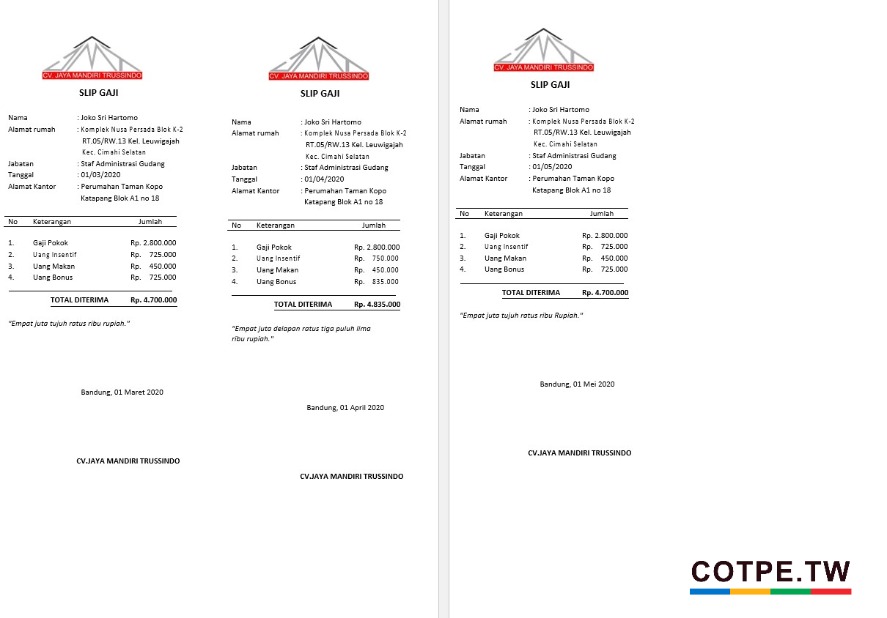 CV. JAYA MANDIRI TRUSSINDO
SLIP GAJI
Nama : Joko Sri Hartomo
Alamat rumah : Komplek Nusa Persada Blok K-2
RT.05/RW.13 Kel. Leuwigajah
Kec. Cimahi Selatan
Jabatan : Staf Administrasi Gudang
Tanggal : 01/03/2020
Alamat Kantor : Perumahan Taman Kopo
Katapang Blok A1 no 18
No Keterangan Jumlah
1. Gaji Pokok Rp. 2.800.000
2. Uang Insentif Rp. 725.000
3. Uang Makan Rp. 450.000
4. Uang Bonus Rp. 725.000
TOTAL DITERIMA Rp. 4.700.000
"Empat juta tujuh ratus ribu rupiah."
Bandung, 01 Maret 2020
CV.JAYA MANDIRI TRUSSINDO
CV. JAYA MANDIRI TRUSSINDO
SLIP GAJI
Nama : Joko Sri Hartomo
Alamat rumah : Komplek Nusa Persada Blok K-2
RT.05/RW.13 Kel. Leuwigajah
Kec. Cimahi Selatan
Jabatan : Staf Administrasi Gudang
Tanggal : 01/04/2020
Alamat Kantor : Perumahan Taman Kopo
Katapang Blok A1 no 18
No Keterangan Jumlah
1. Gaji Pokok Rp. 2.800.000
2. Uang Insentif Rp. 750.000
3. Uang Makan Rp. 450.000
4. Uang Bonus Rp. 835.000
TOTAL DITERIMA Rp. 4.835.000
"Empat juta delapan ratus tiga puluh lima
ribu rupiah."
Bandung, 01 April 2020
CV.JAYA MANDIRI TRUSSINDO
CV. JAYA MANDIRI TRUSSINDO
SLIP GAJI
Nama : Joko Sri Hartomo
Alamat rumah : Komplek Nusa Persada Blok K-2
RT.05/RW.13 Kel. Leuwigajah
Kec. Cimahi Selatan
Jabatan : Staf Administrasi Gudang
Tanggal : 01/05/2020
Alamat Kantor : Perumahan Taman Kopo
Katapang Blok A1 no 18
No Keterangan Jumlah
1. Gaji Pokok Rp. 2.800.000
2. Uang Insentif Rp. 725.000
3. Uang Makan Rp. 450.000
4. Uang Bonus Rp. 725.000
TOTAL DITERIMA Rp. 4.700.000
"Empat juta tujuh ratus ribu Rupiah."
Bandung, 01 Mei 2020
CV.JAYA MANDIRI TRUSSINDO
COTPE.TW